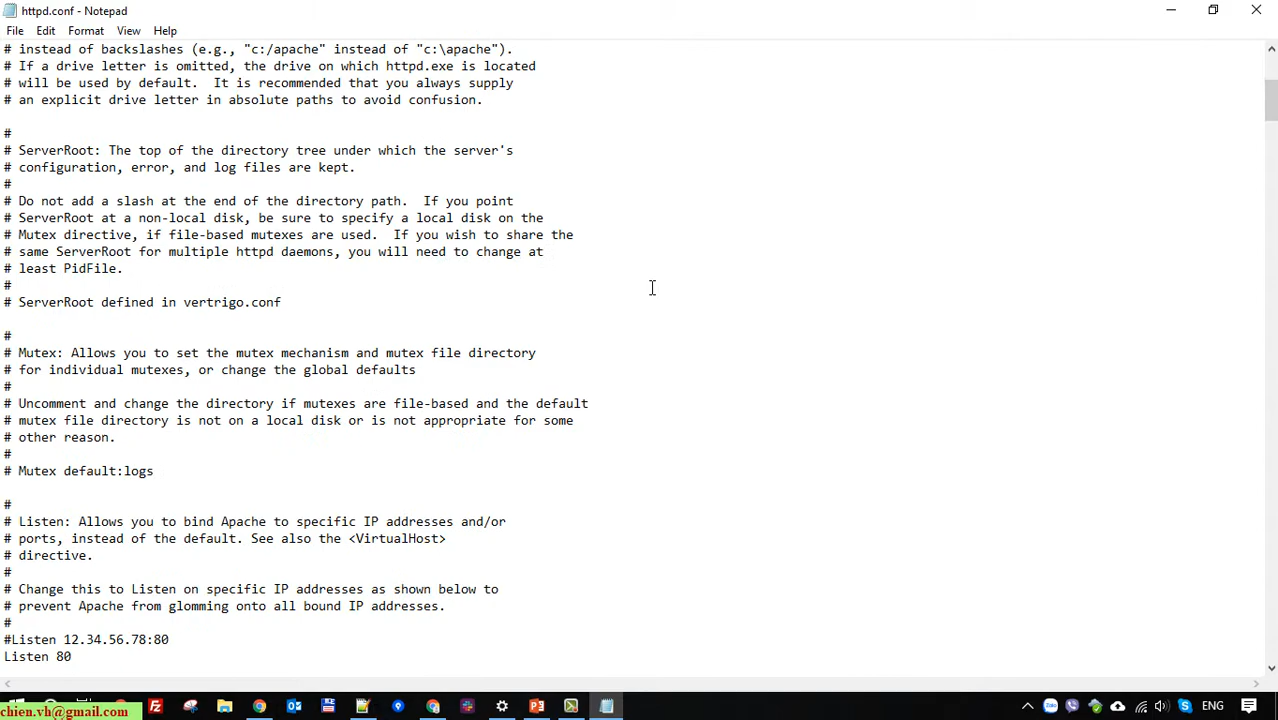 httpd.conf - Notepad
File Edit Format View Help
# instead of backslashes (e.g., "c:/apache" instead of "c:\apache").
# If a drive letter is omitted, the drive on which httpd.exe is located
# will be used by default.  It is recommended that you always supply
# an explicit drive letter in absolute paths to avoid confusion.
#
# ServerRoot: The top of the directory tree under which the server's
# configuration, error, and log files are kept.
#
# Do not add a slash at the end of the directory path.  If you point
# ServerRoot at a non-local disk, be sure to specify a local disk on the
# Mutex directive, if file-based mutexes are used.  If you wish to share the
# same ServerRoot for multiple httpd daemons, you will need to change at
# least PidFile.
#
# ServerRoot defined in vertrigo.conf
#
# Mutex: Allows you to set the mutex mechanism and mutex file directory
# for individual mutexes, or change the global defaults
#
# Uncomment and change the directory if mutexes are file-based and the default
# mutex file directory is not on a local disk or is not appropriate for some
# other reason.
#
# Mutex default:logs
#
# Listen: Allows you to bind Apache to specific IP addresses and/or
# ports, instead of the default. See also the <VirtualHost>
# directive.
#
# Change this to Listen on specific IP addresses as shown below to
# prevent Apache from glomming onto all bound IP addresses.
#
#Listen 12.34.56.78:80
Listen 80
chien.vh@gmail.com
ENG